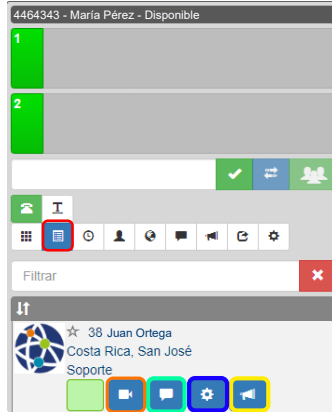 4464343 - María Pérez - Disponible
1
2
T
Filtrar
38 Juan Ortega
Costa Rica, San José
Soporte